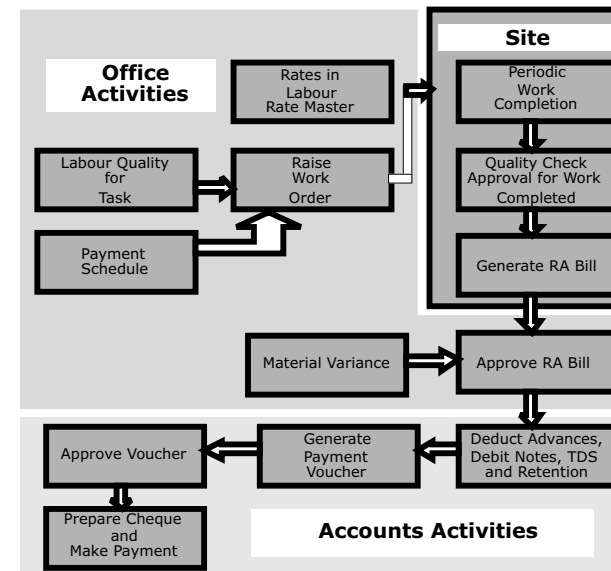 Office
Activities
Site
Rates in
Labour
Rate Master
Periodic
Work
Completion
Labour Quality
for
Task
Raise
Work
Order
Quality Check
Approval for Work
Completed
Payment
Schedule
Generate RA Bill
Material Variance
Approve RA Bill
Approve Voucher
Generate
Payment
Voucher
Deduct Advances,
Debit Notes, TDS
and Retention
Prepare Cheque
and
Make Payment
Accounts Activities